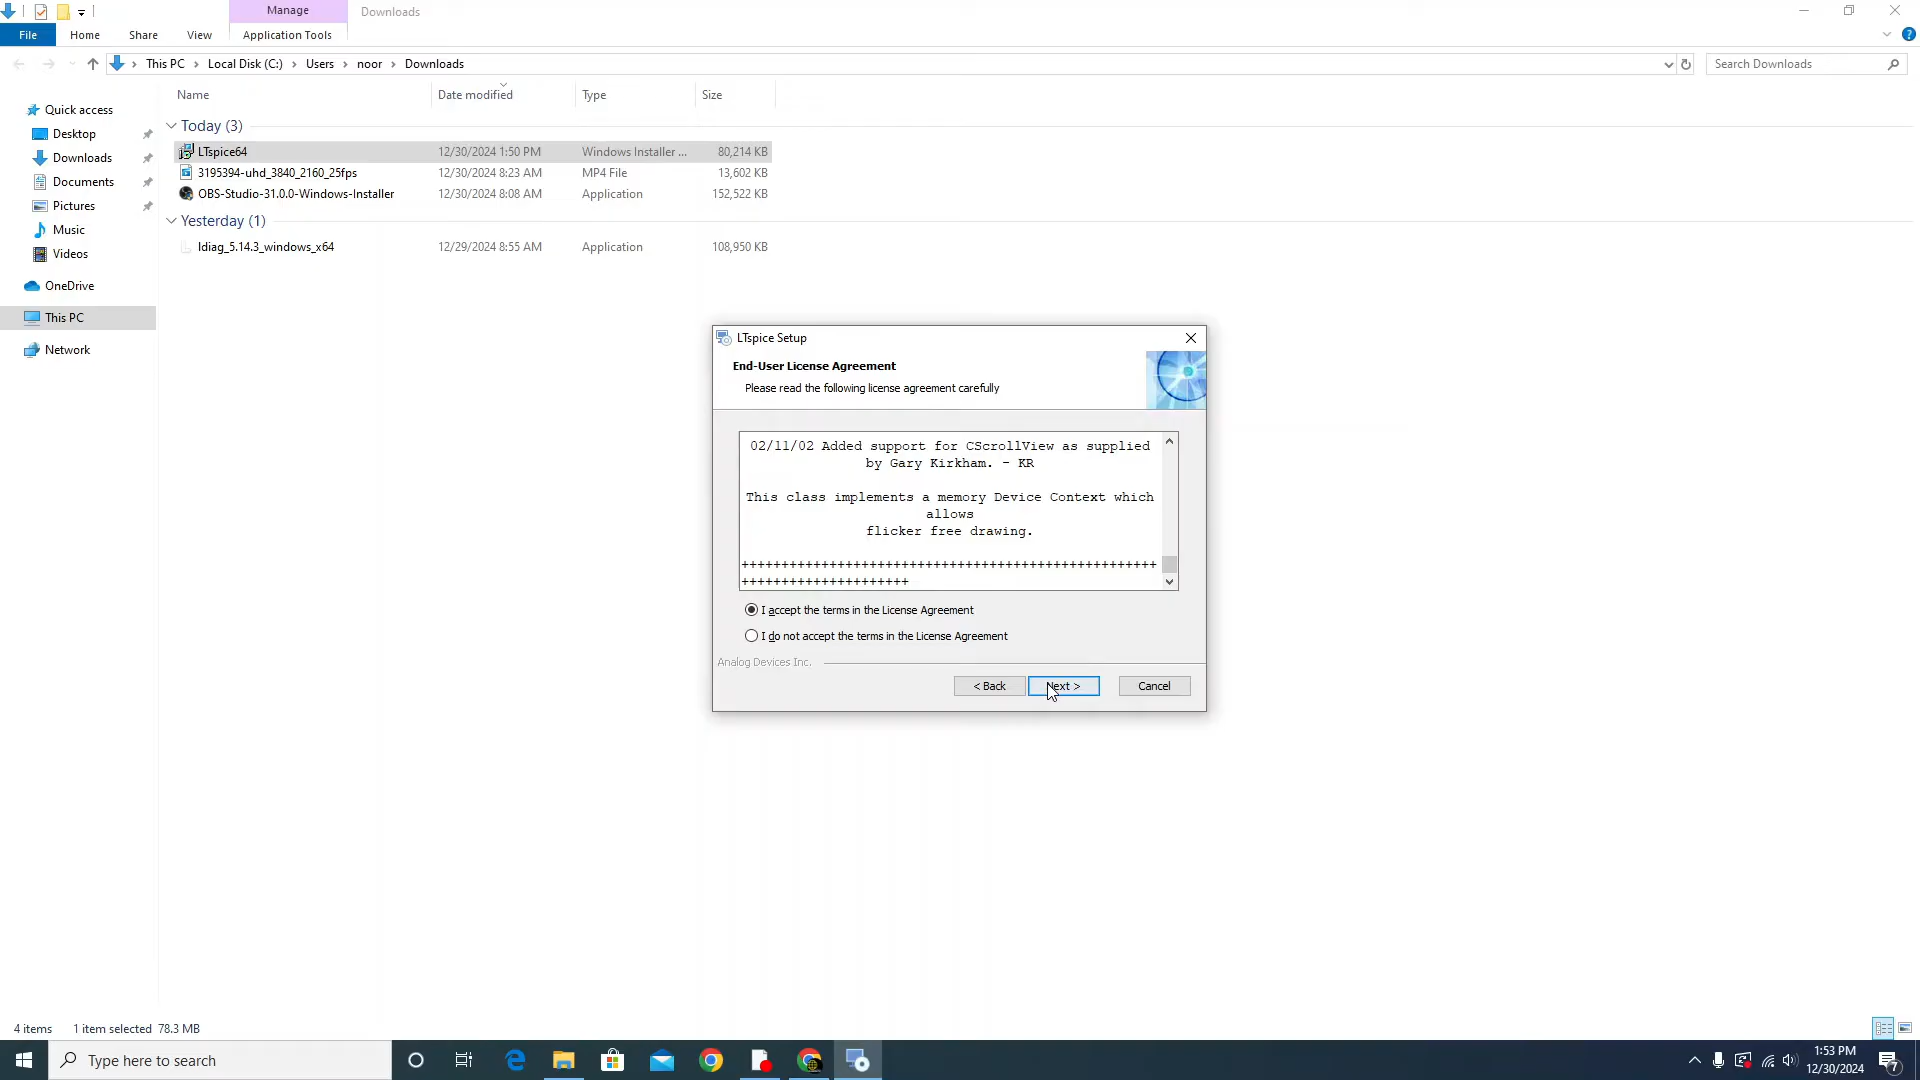 Manage
Downloads
File
Home
Share
View
Application Tools
This PC
Local Disk (C:)
Users
noor
Downloads
Search Downloads
Name
Date modified
Type
Size
Quick access
Desktop
Downloads
Documents
Pictures
Music
Videos
OneDrive
This PC
Network
Today (3)
LTspice64 12/30/2024 1:50 PM Windows Installer ... 80,214 KB
3195394-uhd_3840_2160_25fps 12/30/2024 8:23 AM MP4 File 13,602 KB
OBS-Studio-31.0.0-Windows-Installer 12/30/2024 8:08 AM Application 152,522 KB
Yesterday (1)
Idiag_5.14.3_windows_x64 12/29/2024 8:55 AM Application 108,950 KB
LTspice Setup
End-User License Agreement
Please read the following license agreement carefully
02/11/02 Added support for CScrollView as supplied
by Gary Kirkham. - KR
This class implements a memory Device Context which
allows
flicker free drawing.
++++++++++++++++++++++++++++++++++++++++++++++++++++
+++++++++++++++++++++
I accept the terms in the License Agreement
I do not accept the terms in the License Agreement
Analog Devices Inc.
< Back
Next >
Cancel
4 items
1 item selected 78.3 MB
Type here to search
1:53 PM
12/30/2024
7